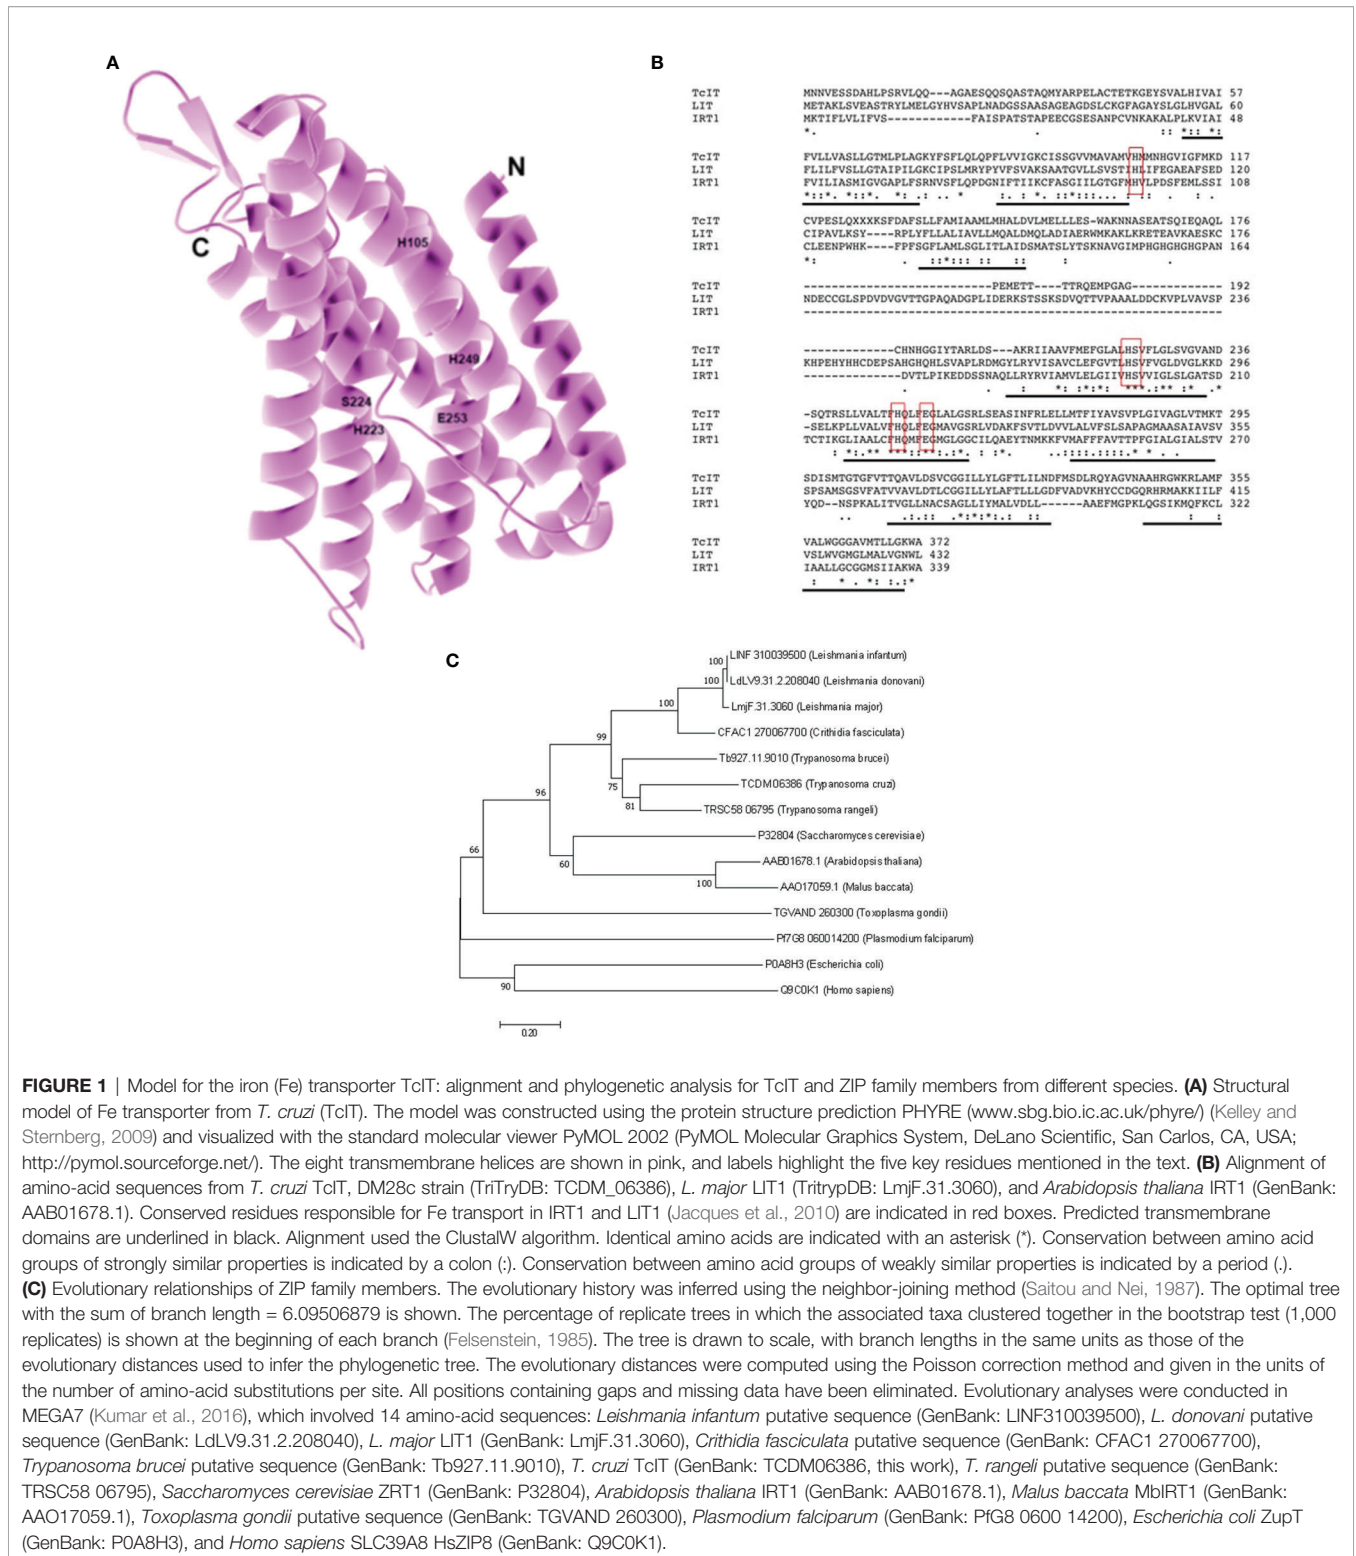 A
N
C
H105
H249
S224
E253
H223
B
TcIT MNNVESSDAHLPSRVLQQ---AGAESQQSQASTAQMYARPELACTETKGEYSVALHIVAI 57
LIT METAKLSVEASTRYLMELGYHVSAPLNADGSSAASAGEAGDSLCKGFAGAYSLGLHVGAL 60
IRT1 MKTIFLVLIFVS------------FAISPATSTAPEECGSESANPCVNKAKALPLKVIAI 48
TcIT FVLLVASLLGTMLPLAGKYFSFLQLQPFLVVIGKCISSGVVMAVAMVHMMNHGVIGFMKD 117
LIT FLILFVSLLGTAIPILGKCIPSLMRYPYVFSVAKSAATGVLLSVSTIHLIFEGAEAFSED 120
IRT1 FVILIASMIGVGAPLFSRNVSFLQPDGNIFTIIKCFASGIILGTGFMHVLPDSFEMLSSI 108
TcIT CVPESLQXXXKSFDAFSLLFAMIAAMLMHALDVLMELLLES-WAKNNASEATSQIEQAQL 176
LIT CIPAVLKSY---RPLYFLLALIAVLLMQALDMQLADIAERWMLAKLKRETEAVKAESKC 176
IRT1 CLEENPWHK----FPFSGFLAMLSGLITLAIDSMATSLYTSKNAVGIMPHGHGHGHGPAN 164
TcIT ---------------------------PEMETT----TTRQEMPGAG------------- 192
LIT NDECCGLSPDVDVGVTTGPAQADGPLIDERKSTSSKSDVQTTVPAAALDDCKVPLVAVSP 236
IRT1 ------------------------------------------------------------
TcIT --------------CHNHGGIYTARLDS---AKRIIAAVFMEFGLALHSVFLGLSVGVAND 236
LIT KHPEHYHHCDEPSAHGHQHLSVAPLRDMGYLRYVISAVCLEFGVTLHSVFVGLDVGLKKD 296
IRT1 --------------DVTLPIKEDDSSNAQLLRYRVIAMVLELGIIVHSVVIGLSLGATSD 210
TcIT -SQTRSLLVALTFHQLFEGLALGSRLSEASINFRLELLLMTFIYAVSVPLGIVAGLVTMKT 295
LIT -SELKPLLVALVFHQLFEGMAVGSRLVDAKFSVTLDVVLALVFSLSAPAGMAASAIAVSV 355
IRT1 TCTIKGLIAALCFHQMFEGMGLGGCILQAEYTNMKKFVMAFFFAVTTPFGIALGIALSTV 270
TcIT SDISMTGTGFVTTQAVLDSVCGGILLYLGFTLILNDFMSDLRQYAGVNAAHRGWKRLAMF 355
LIT SPSAMSGSVFATVVAVLDTLCGGILLYLAFTLLLGDFVADVKHYCCDGQRHRMAKKIILF 415
IRT1 YQD--NSPKALITVGLLNACSAGLLIYMALVDLL------AAEFMGPKLQGSIKMQFKCL 322
TcIT VALWGGGAVMTLLGKWA 372
LIT VSLWVGMGLMALVGNWL 432
IRT1 IAALLGCGGMSIIAKWA 339
C
LINF 310039500 (Leishmania infantum)
LdLV9.31.2.208040 (Leishmania donovani)
LmjF.31.3060 (Leishmania major)
CFAC1 270067700 (Crithidia fasciculata)
Tb927.11.9010 (Trypanosoma brucei)
TCDM06386 (Trypanosoma cruzi)
TRSC58 06795 (Trypanosoma rangeli)
P32804 (Saccharomyces cerevisiae)
AAB01678.1 (Arabidopsis thaliana)
AAO17059.1 (Malus baccata)
TGVAND 260300 (Toxoplasma gondii)
Pf7G8 060014200 (Plasmodium falciparum)
P0A8H3 (Escherichia coli)
Q9C0K1 (Homo sapiens)
100
100
100
99
75
81
96
60
100
66
90
0.20
FIGURE 1 | Model for the iron (Fe) transporter TcIT: alignment and phylogenetic analysis for TcIT and ZIP family members from different species. (A) Structural
model of Fe transporter from T. cruzi (TcIT). The model was constructed using the protein structure prediction PHYRE (www.sbg.bio.ic.ac.uk/phyre/) (Kelley and
Sternberg, 2009) and visualized with the standard molecular viewer PyMOL 2002 (PyMOL Molecular Graphics System, DeLano Scientific, San Carlos, CA, USA;
http://pymol.sourceforge.net/). The eight transmembrane helices are shown in pink, and labels highlight the five key residues mentioned in the text. (B) Alignment of
amino-acid sequences from T. cruzi TcIT, DM28c strain (TriTryDB: TCDM_06386), L. major LIT1 (TritrypDB: LmjF.31.3060), and Arabidopsis thaliana IRT1 (GenBank:
AAB01678.1). Conserved residues responsible for Fe transport in IRT1 and LIT1 (Jacques et al., 2010) are indicated in red boxes. Predicted transmembrane
domains are underlined in black. Alignment used the ClustalW algorithm. Identical amino acids are indicated with an asterisk (*). Conservation between amino acid
groups of strongly similar properties is indicated by a colon (:). Conservation between amino acid groups of weakly similar properties is indicated by a period (.).
(C) Evolutionary relationships of ZIP family members. The evolutionary history was inferred using the neighbor-joining method (Saitou and Nei, 1987). The optimal tree
with the sum of branch length = 6.09506879 is shown. The percentage of replicate trees in which the associated taxa clustered together in the bootstrap test (1,000
replicates) is shown at the beginning of each branch (Felsenstein, 1985). The tree is drawn to scale, with branch lengths in the same units as those of the
evolutionary distances used to infer the phylogenetic tree. The evolutionary distances were computed using the Poisson correction method and given in the units of
the number of amino-acid substitutions per site. All positions containing gaps and missing data have been eliminated. Evolutionary analyses were conducted in
MEGA7 (Kumar et al., 2016), which involved 14 amino-acid sequences: Leishmania infantum putative sequence (GenBank: LINF310039500), L. donovani putative
sequence (GenBank: LdLV9.31.2.208040), L. major LIT1 (GenBank: LmjF.31.3060), Crithidia fasciculata putative sequence (GenBank: CFAC1 270067700),
Trypanosoma brucei putative sequence (GenBank: Tb927.11.9010), T. cruzi TcIT (GenBank: TCDM06386, this work), T. rangeli putative sequence (GenBank:
TRSC58 06795), Saccharomyces cerevisiae ZRT1 (GenBank: P32804), Arabidopsis thaliana IRT1 (GenBank: AAB01678.1), Malus baccata MbIRT1 (GenBank:
AAO17059.1), Toxoplasma gondii putative sequence (GenBank: TGVAND 260300), Plasmodium falciparum (GenBank: PfG8 0600 14200), Escherichia coli ZupT
(GenBank: P0A8H3), and Homo sapiens SLC39A8 HsZIP8 (GenBank: Q9C0K1).